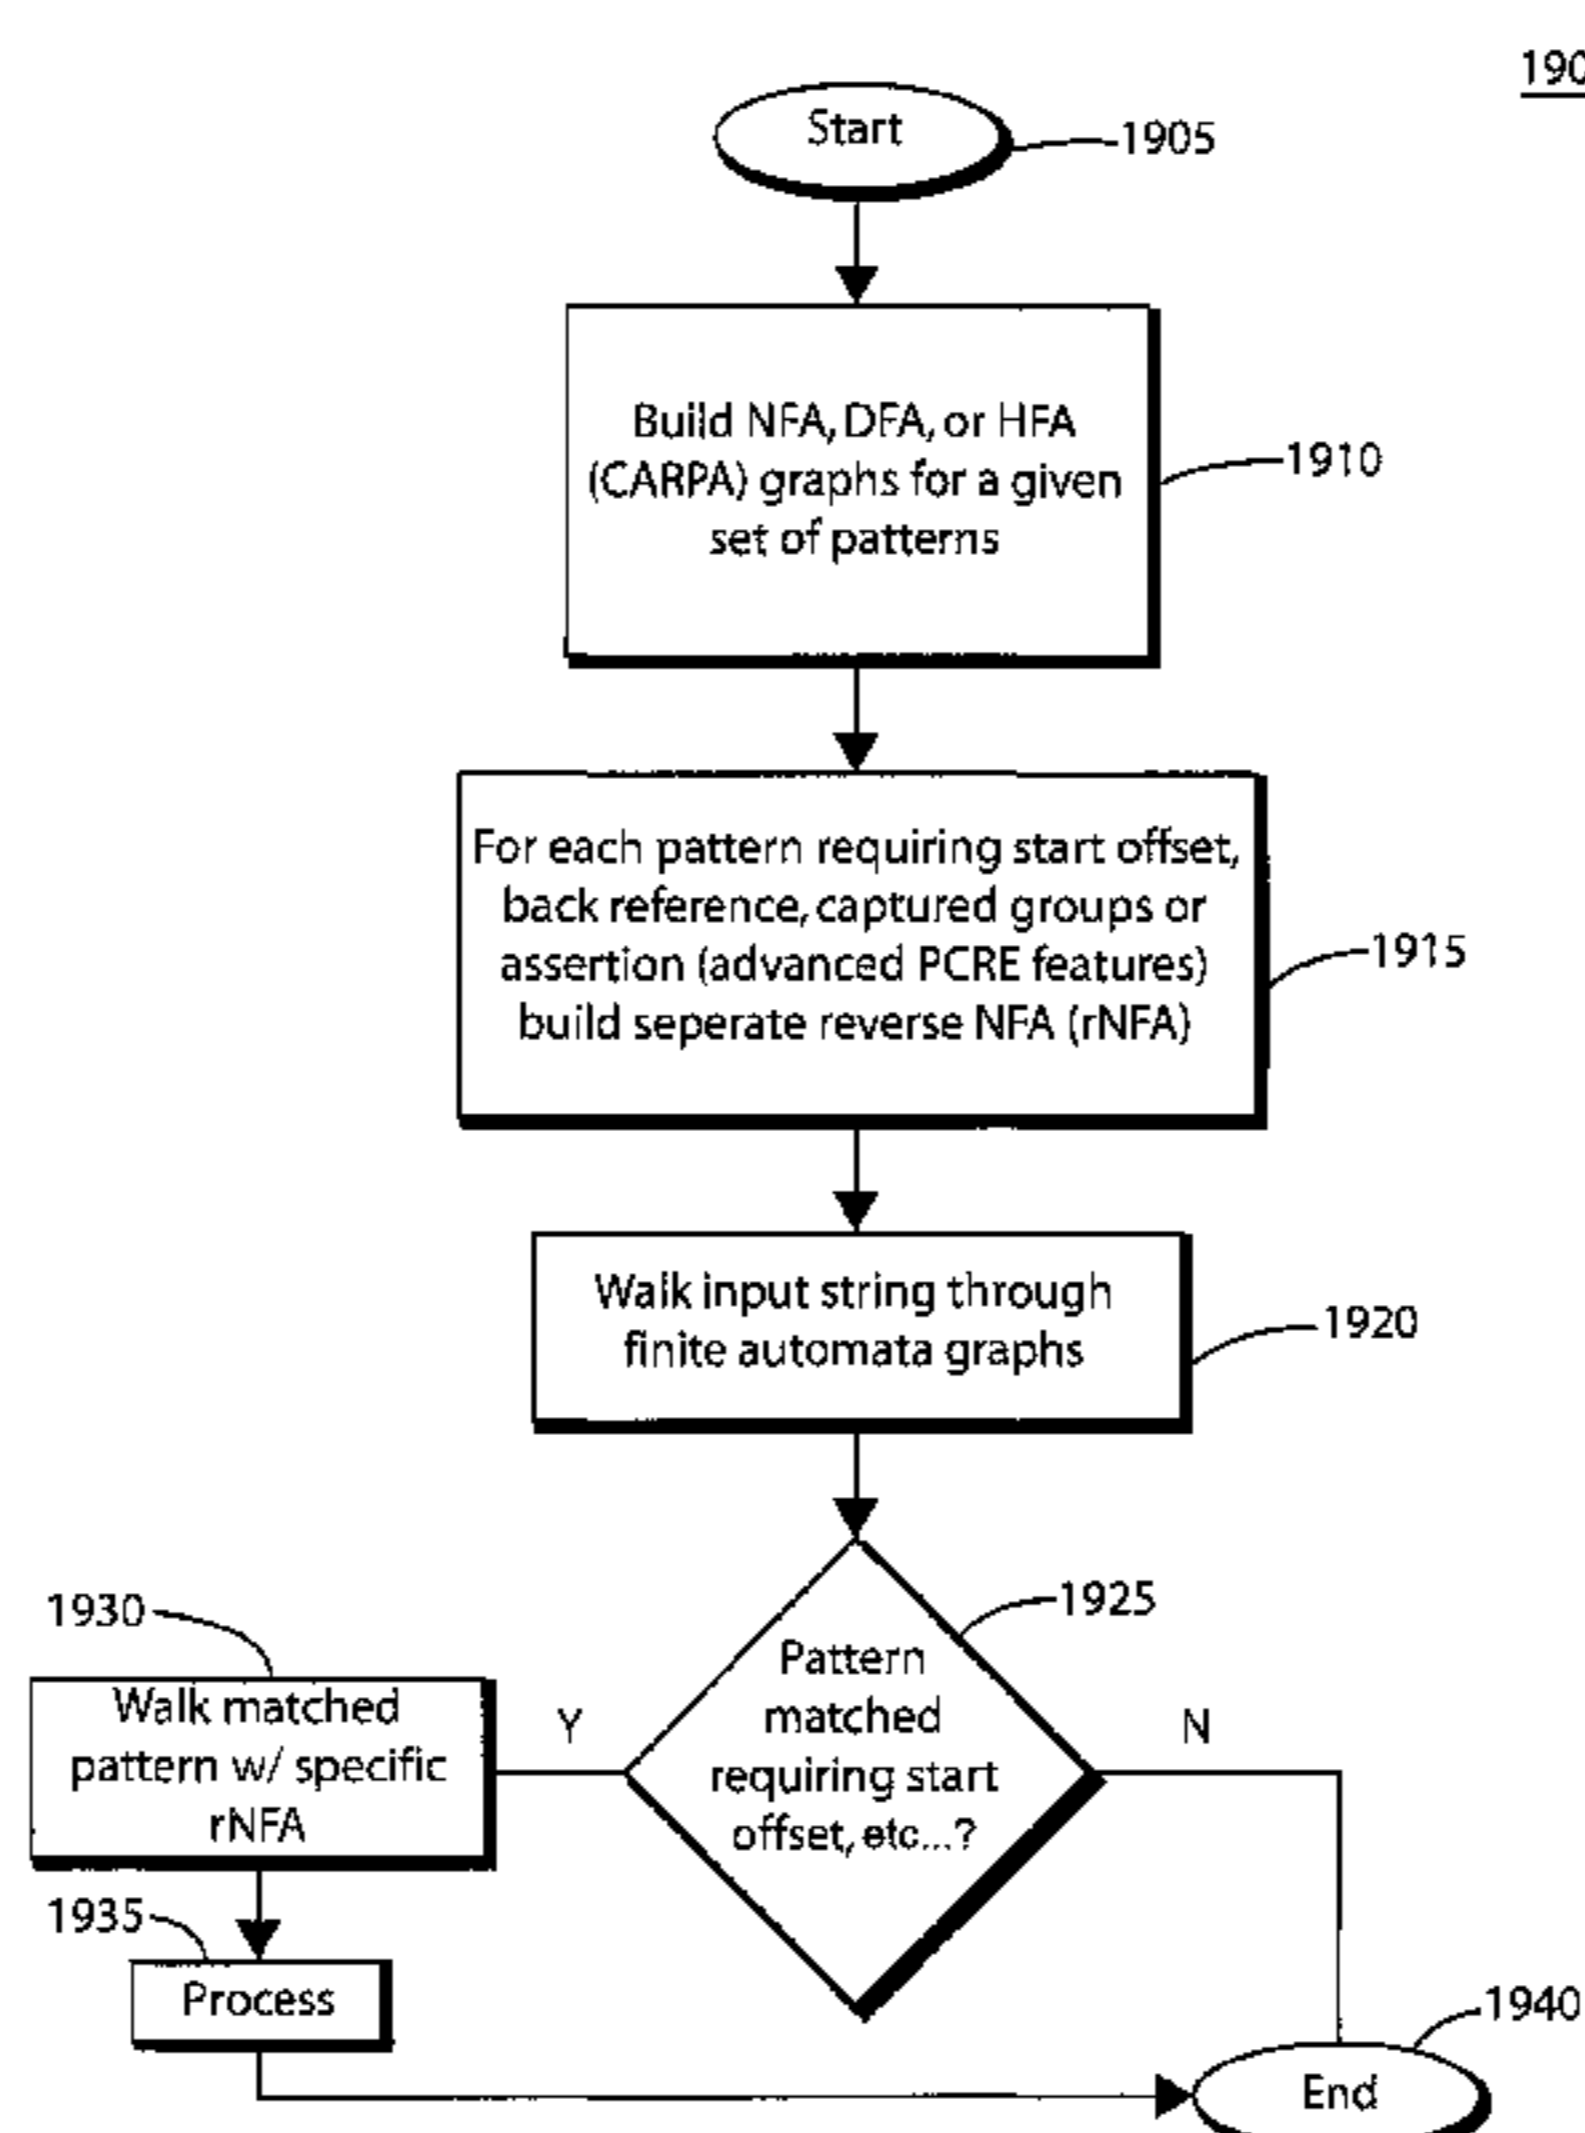 190
Start
1905
Build NFA, DFA, or HFA
(CARPA) graphs for a given
set of patterns
1910
For each pattern requiring start offset,
back reference, captured groups or
assertion (advanced PCRE features)
build seperate reverse NFA (rNFA)
1915
Walk input string through
finite automata graphs
1920
1925
Pattern
matched
requiring start
offset, etc...?
Y
N
1930
Walk matched
pattern w/ specific
rNFA
1935
Process
1940
End